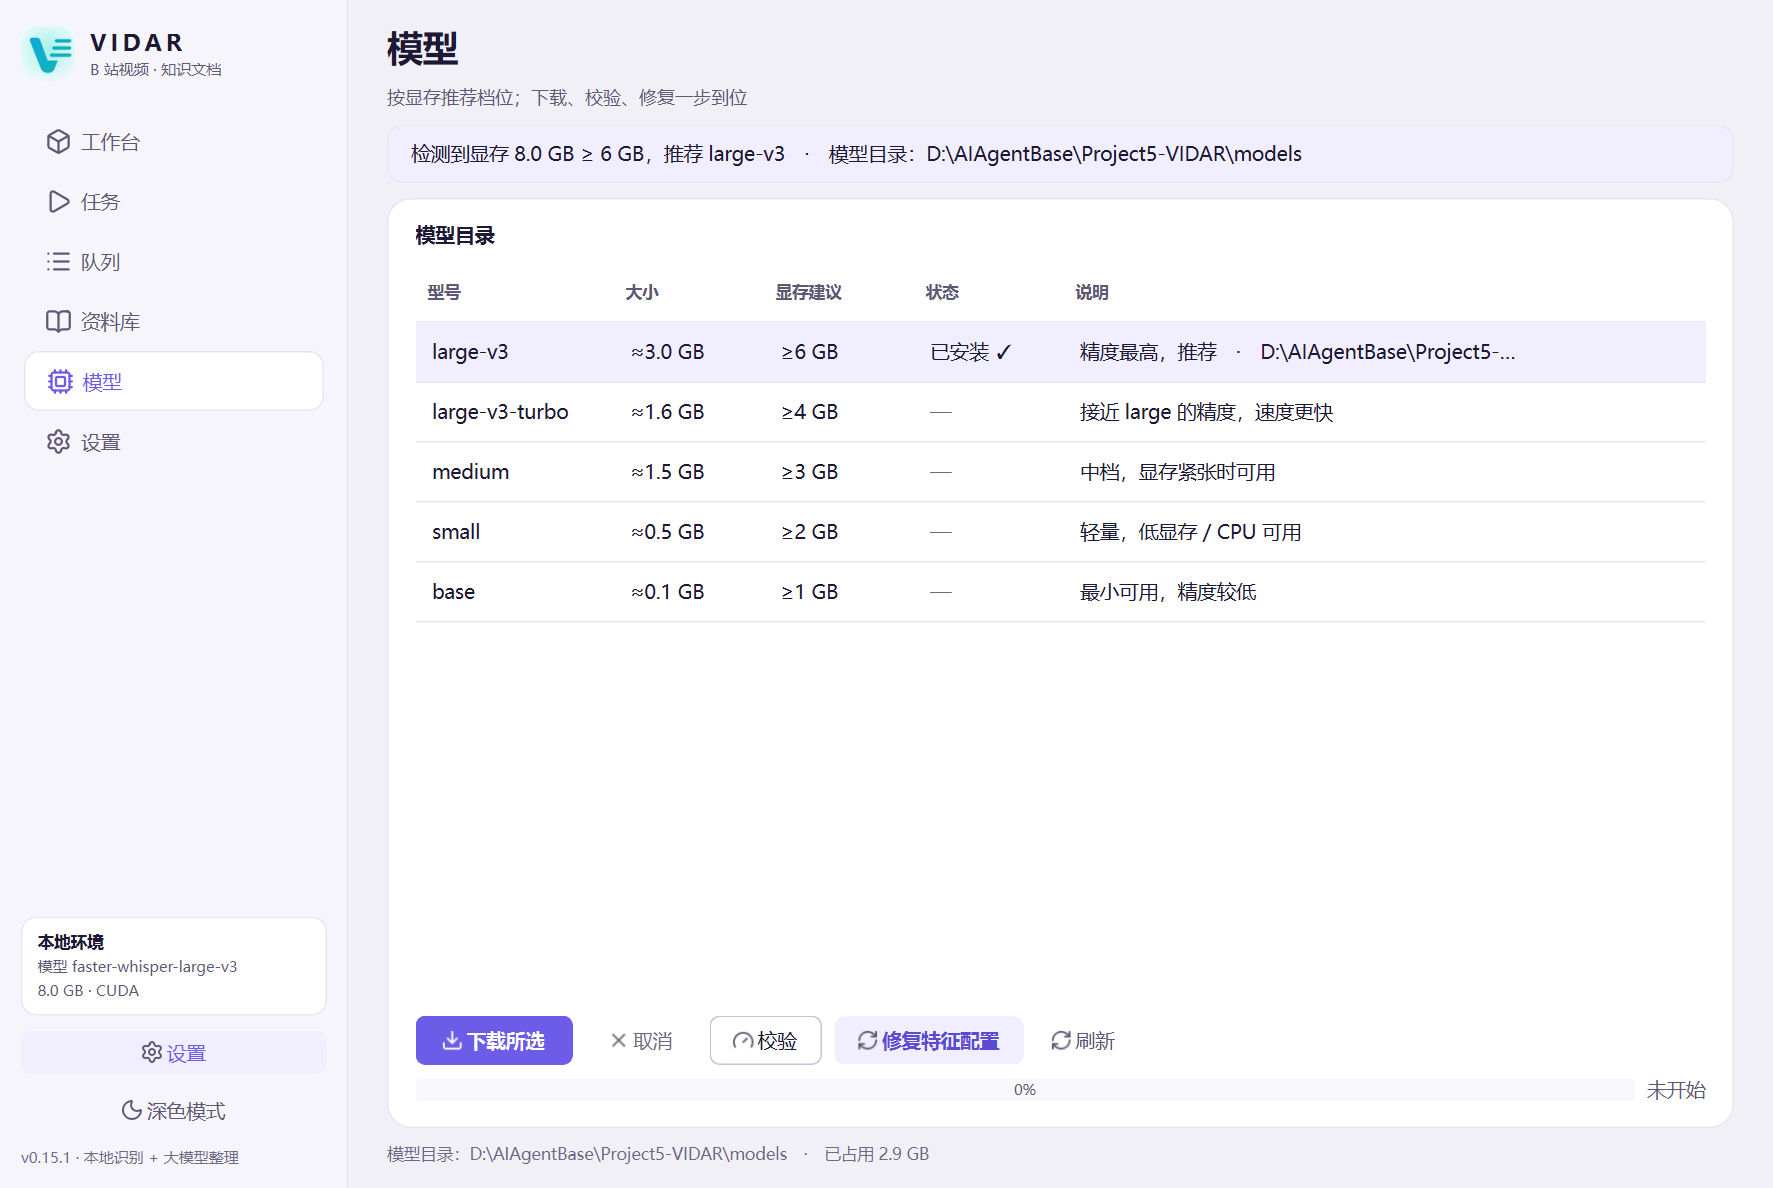 VIDAR
B 站视频 · 知识文档
工作台
任务
队列
资料库
模型
设置
本地环境
模型 faster-whisper-large-v3
8.0 GB · CUDA
设置
深色模式
v0.15.1 · 本地识别 + 大模型整理
模型
按显存推荐档位；下载、校验、修复一步到位
检测到显存 8.0 GB ≥ 6 GB，推荐 large-v3 · 模型目录：D:\AIAgentBase\Project5-VIDAR\models
模型目录
型号 大小 显存建议 状态 说明
large-v3 ≈3.0 GB ≥6 GB 已安装 ✓ 精度最高，推荐 · D:\AIAgentBase\Project5-...
large-v3-turbo ≈1.6 GB ≥4 GB — 接近 large 的精度，速度更快
medium ≈1.5 GB ≥3 GB — 中档，显存紧张时可用
small ≈0.5 GB ≥2 GB — 轻量，低显存 / CPU 可用
base ≈0.1 GB ≥1 GB — 最小可用，精度较低
下载所选 取消 校验 修复特征配置 刷新
0% 未开始
模型目录：D:\AIAgentBase\Project5-VIDAR\models · 已占用 2.9 GB